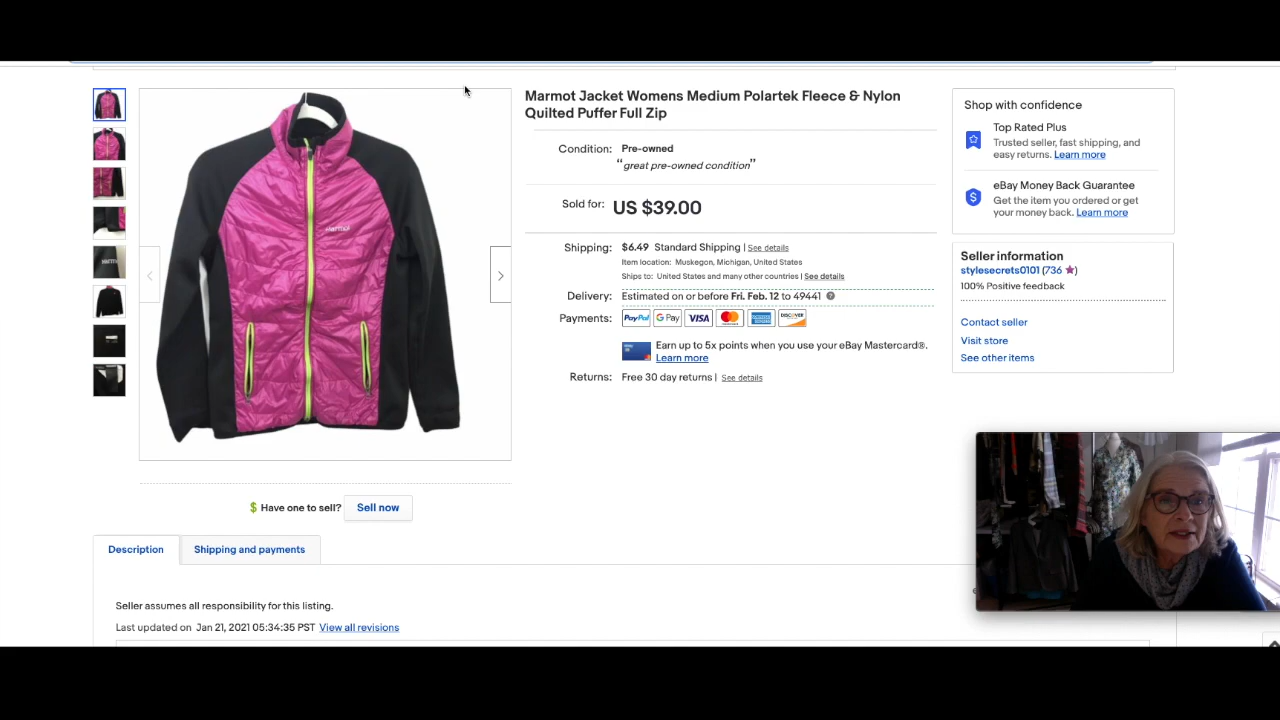 Marmot Jacket Womens Medium Polartek Fleece & Nylon
Quilted Puffer Full Zip
Condition: Pre-owned
"great pre-owned condition"
Sold for: US $39.00
Shipping: $6.49 Standard Shipping | See details
Item location: Muskegon, Michigan, United States
Ships to: United States and many other countries | See details
Delivery: Estimated on or before Fri. Feb. 12 to 49441 ?
Payments: PayPal G Pay VISA MasterCard AMERICAN EXPRESS DISCOVER
Earn up to 5x points when you use your eBay Mastercard®.
Learn more
Returns: Free 30 day returns | See details
Shop with confidence
Top Rated Plus
Trusted seller, fast shipping, and
easy returns. Learn more
eBay Money Back Guarantee
Get the item you ordered or get
your money back. Learn more
Seller information
stylesecrets0101 (736 ★)
100% Positive feedback
Contact seller
Visit store
See other items
Marmot
$ Have one to sell? Sell now
Description
Shipping and payments
Seller assumes all responsibility for this listing.
Last updated on Jan 21, 2021 05:34:35 PST View all revisions